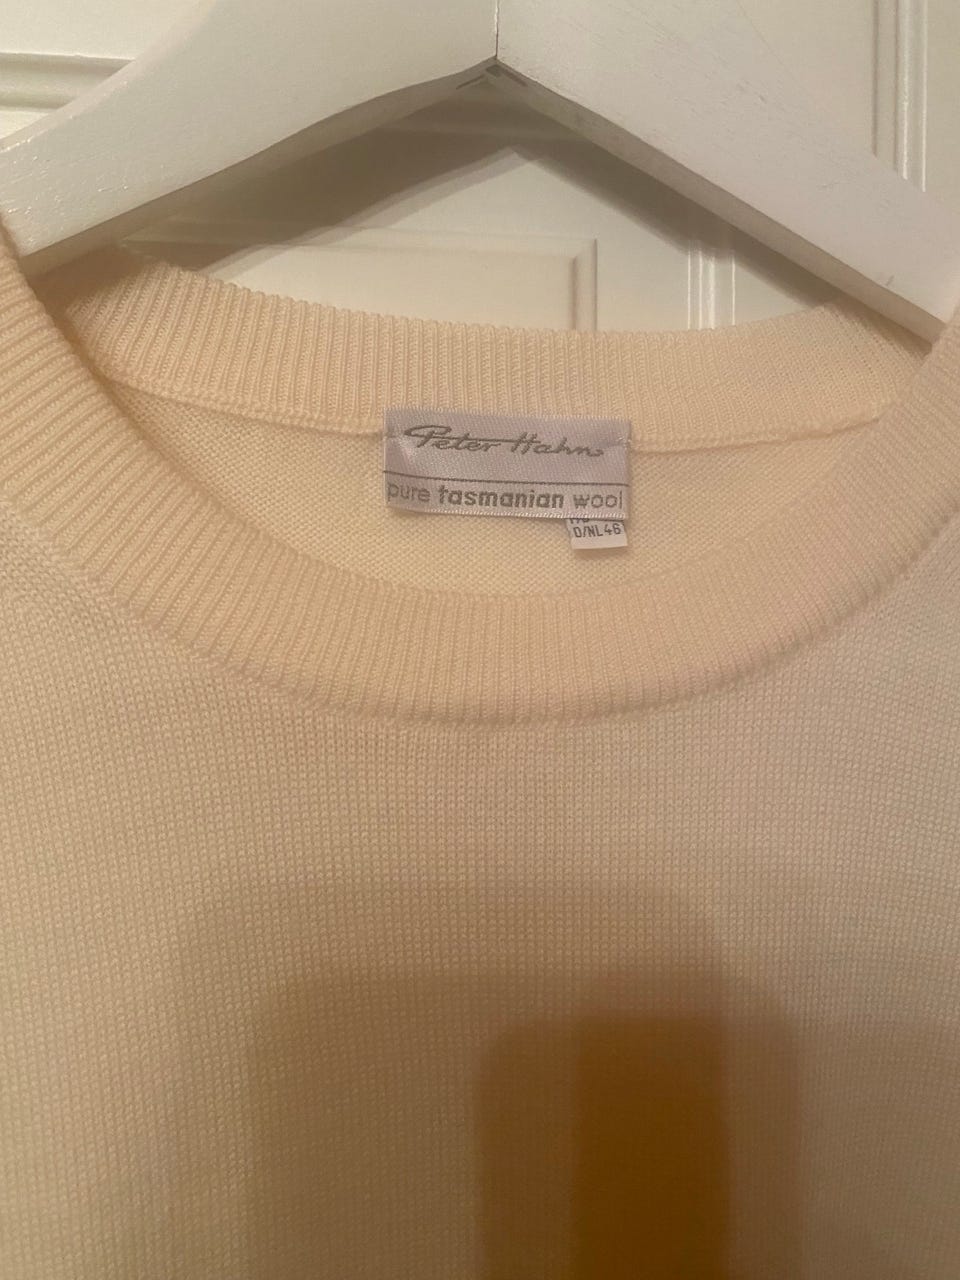 Peter Hahn
pure tasmanian wool
D/NL 46